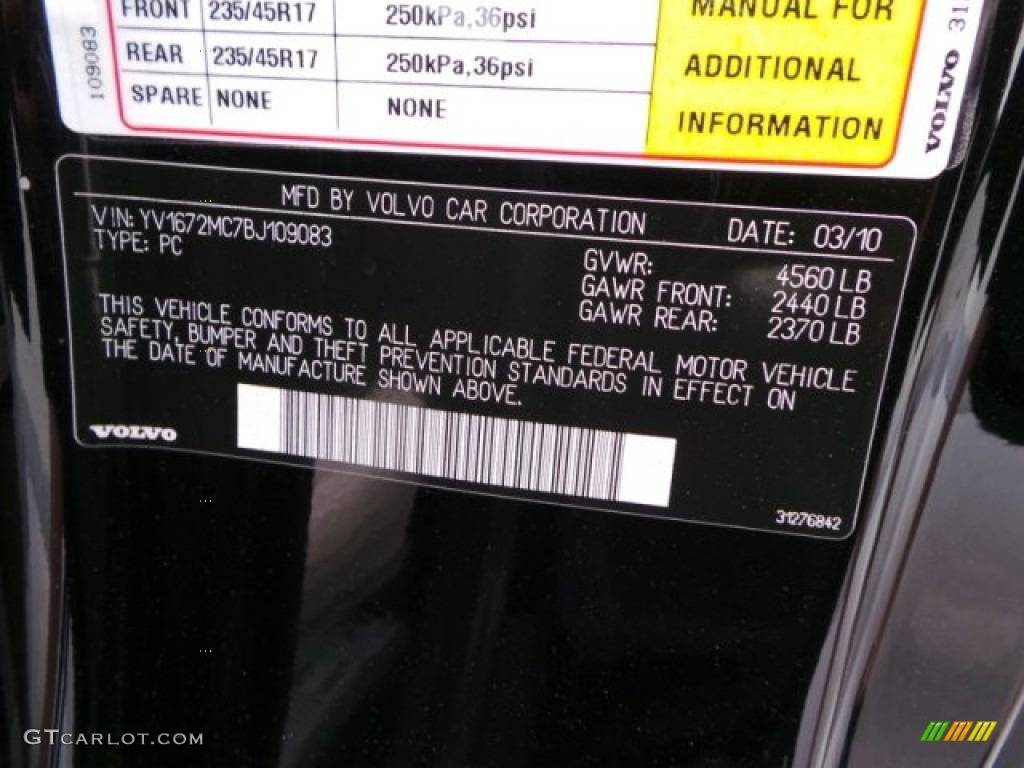 FRONT 235/45R17 250kPa,36psi
REAR 235/45R17 250kPa,36psi
SPARE NONE NONE
MANUAL FOR
ADDITIONAL
INFORMATION
109083
VOLVO
MFD BY VOLVO CAR CORPORATION DATE: 03/10
VIN: YV1672MC7BJ109083
TYPE: PC
GVWR: 4560 LB
GAWR FRONT: 2440 LB
GAWR REAR: 2370 LB
THIS VEHICLE CONFORMS TO ALL APPLICABLE FEDERAL MOTOR VEHICLE
SAFETY, BUMPER AND THEFT PREVENTION STANDARDS IN EFFECT ON
THE DATE OF MANUFACTURE SHOWN ABOVE.
VOLVO
31276842
GTCARLOT.COM